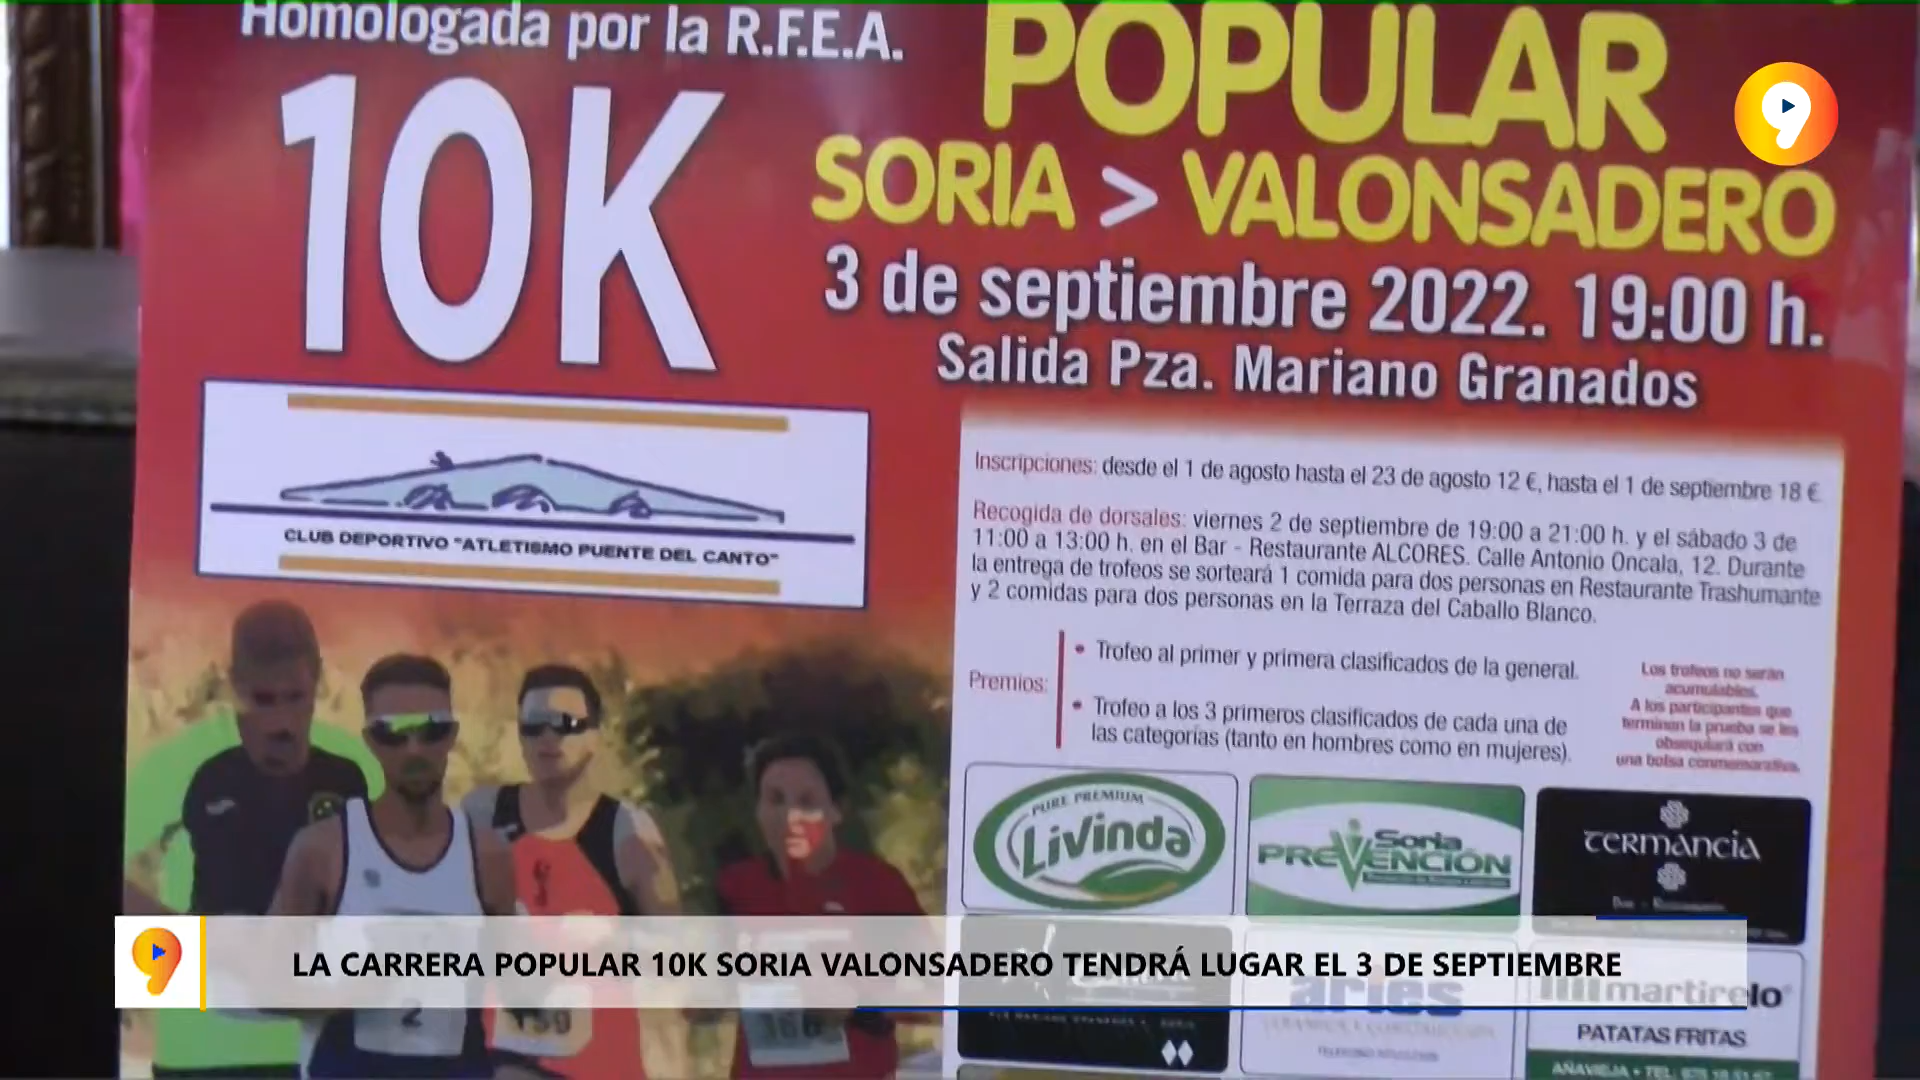 Homologada por la R.F.E.A.
10K
POPULAR
SORIA > VALONSADERO
3 de septiembre 2022. 19:00 h.
Salida Pza. Mariano Granados
CLUB DEPORTIVO "ATLETISMO PUENTE DEL CANTO"
Inscripciones: desde el 1 de agosto hasta el 23 de agosto 12 €, hasta el 1 de septiembre 18 €
Recogida de dorsales: viernes 2 de septiembre de 19:00 a 21:00 h. y el sábado 3 de
11:00 a 13:00 h. en el Bar - Restaurante ALCORES. Calle Antonio Oncala, 12. Durante
la entrega de trofeos se sorteará 1 comida para dos personas en Restaurante Trashumante
y 2 comidas para dos personas en la Terraza del Caballo Blanco.
Premios:
• Trofeo al primer y primera clasificados de la general.
• Trofeo a los 3 primeros clasificados de cada una de
las categorías (tanto en hombres como en mujeres).
Los trofeos no serán
acumulables.
A los participantes que
terminen la prueba se les
obsequiará con
una bolsa conmemorativa.
PURE PREMIUM
LiVinda
Soria
PREVENCIÓN
TERMANCIA
9
LA CARRERA POPULAR 10K SORIA VALONSADERO TENDRÁ LUGAR EL 3 DE SEPTIEMBRE
aries
martirelo
PATATAS FRITAS
2
159